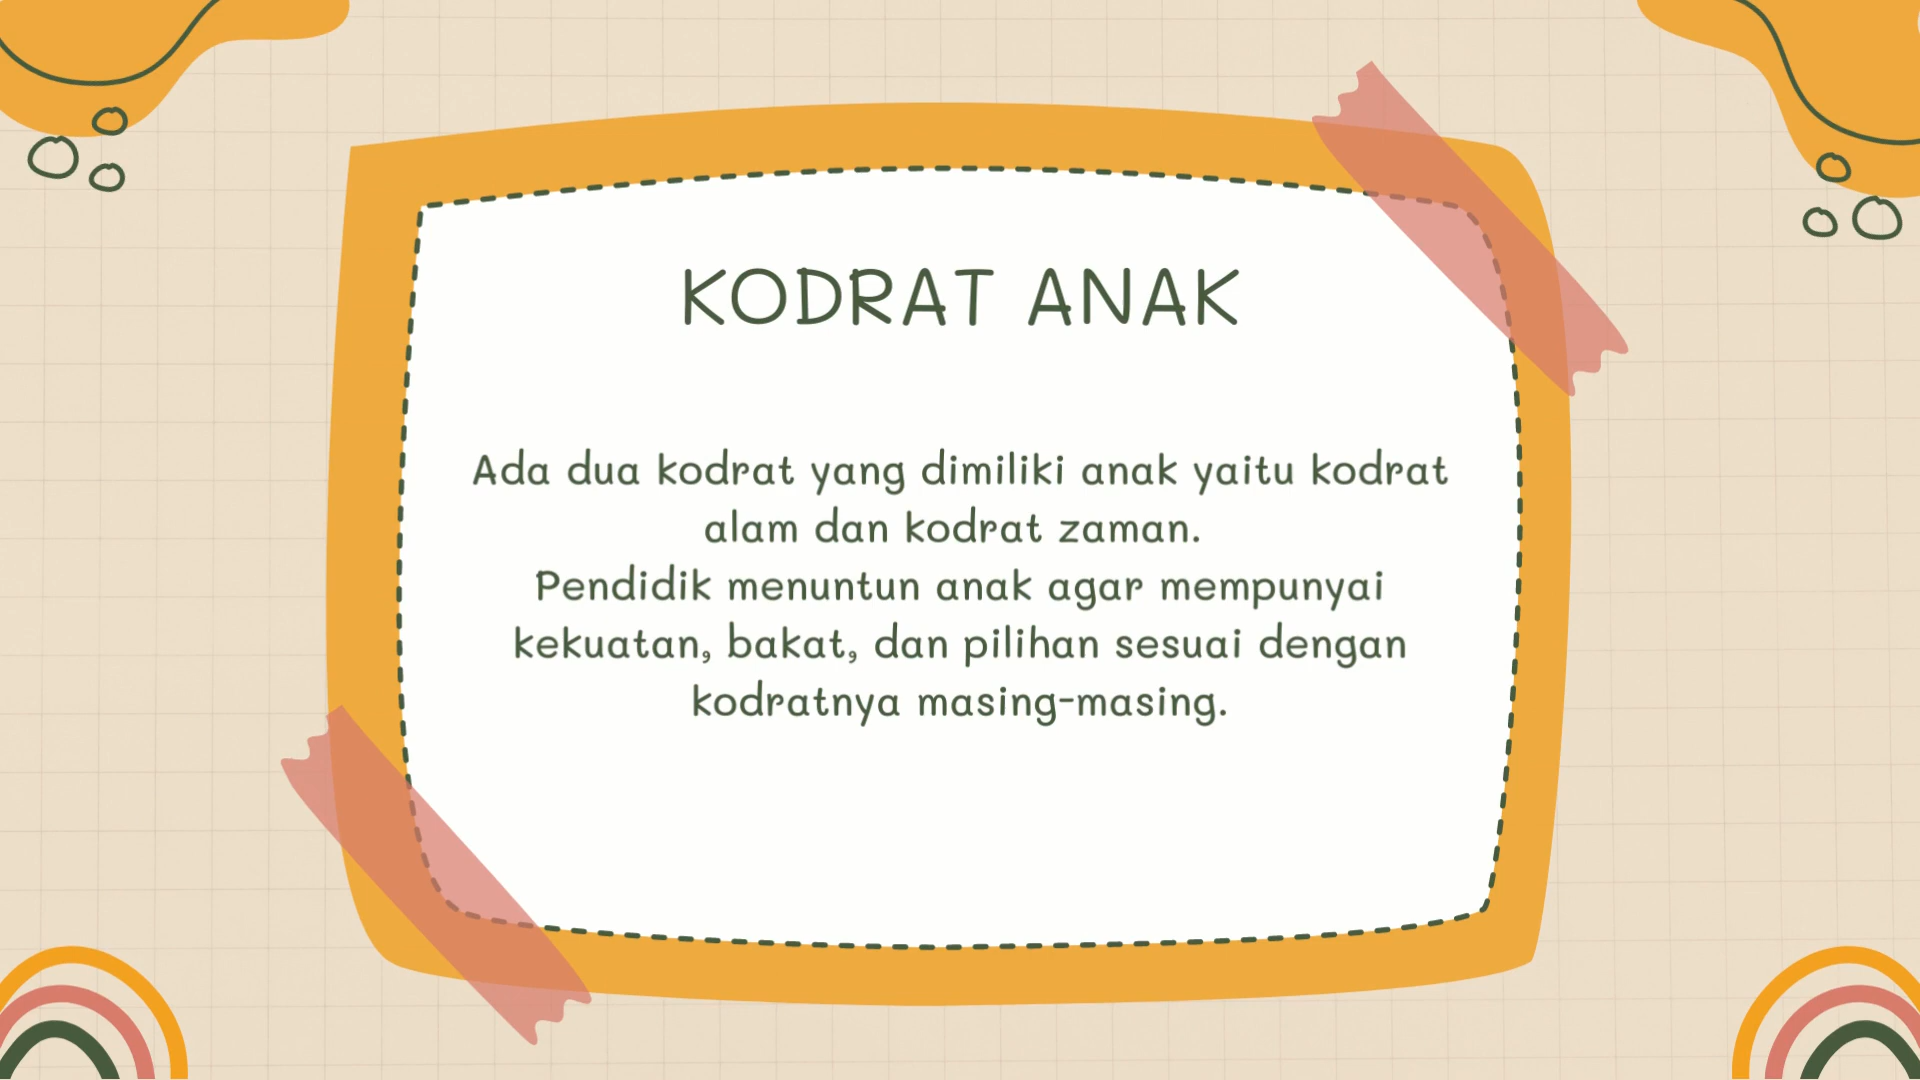 KODRAT ANAK
Ada dua kodrat yang dimiliki anak yaitu kodrat
alam dan kodrat zaman.
Pendidik menuntun anak agar mempunyai
kekuatan, bakat, dan pilihan sesuai dengan
kodratnya masing-masing.